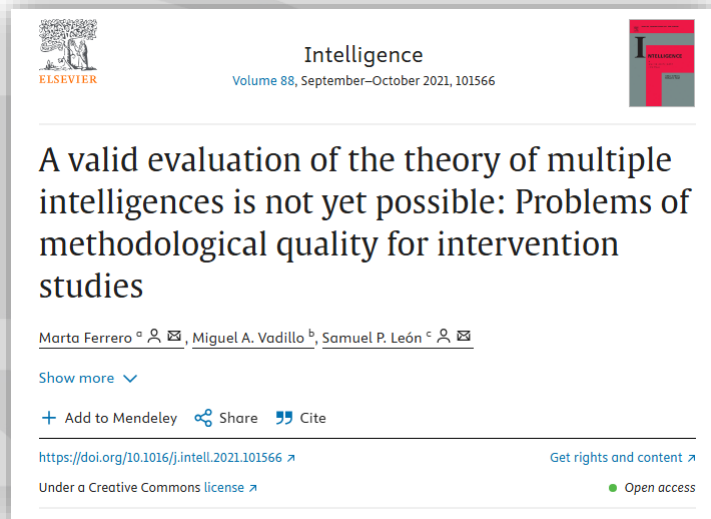 ELSEVIER
Intelligence
Volume 88, September–October 2021, 101566
INTELLIGENCE
A valid evaluation of the theory of multiple
intelligences is not yet possible: Problems of
methodological quality for intervention
studies
Marta Ferrero a, Miguel A. Vadillo b, Samuel P. León c
Show more
Add to Mendeley Share Cite
https://doi.org/10.1016/j.intell.2021.101566 Get rights and content
Under a Creative Commons license Open access